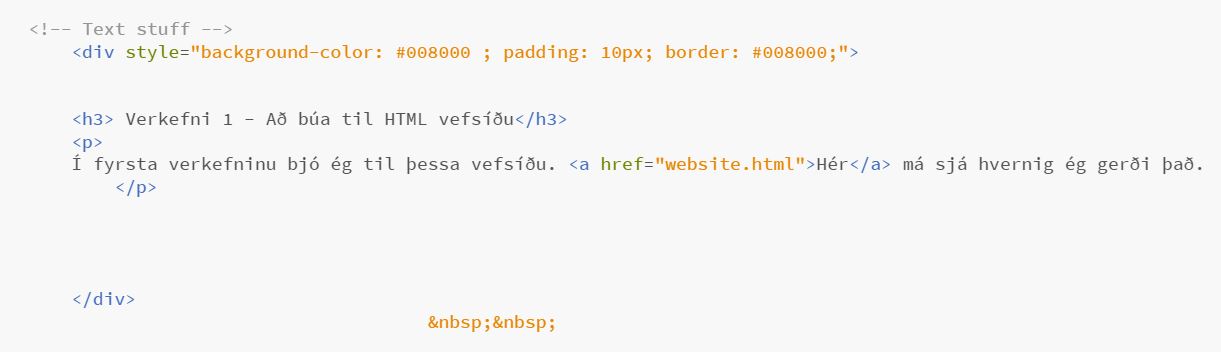 <!-- Text stuff -->
<div style="background-color: #008000 ; padding: 10px; border: #008000;">
<h3> Verkefni 1 - Að búa til HTML vefsíðu</h3>
<p>
Í fyrsta verkefninu bjó ég til þessa vefsíðu. <a href="website.html">Hér</a> má sjá hvernig ég gerði það.
</p>
</div>
&nbsp;&nbsp;